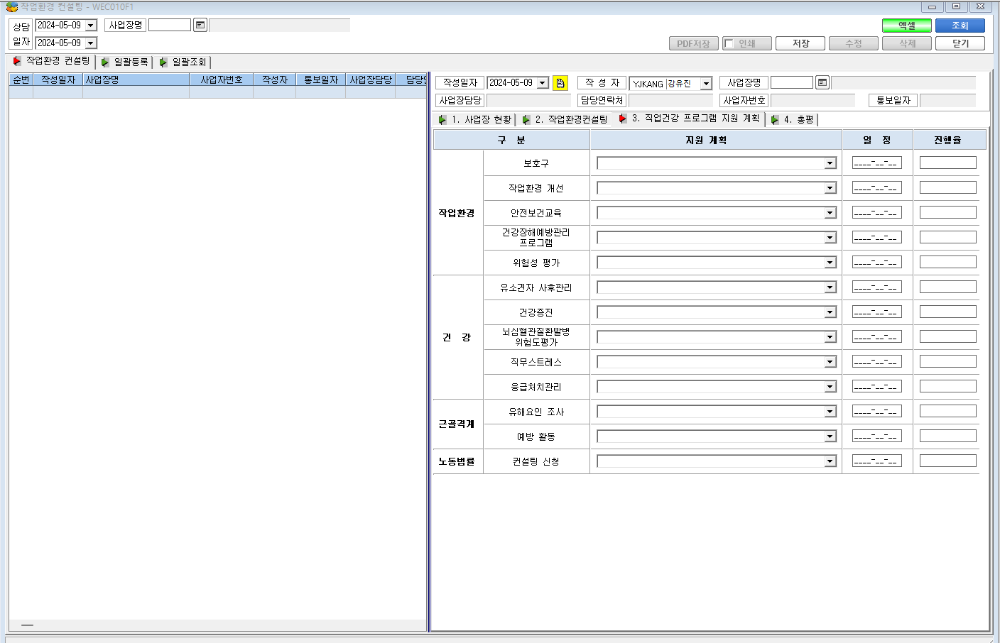 작업환경 컨설팅 - WEC010F1
상담 2024-05-09 사업장명 엑셀 조회
일자 2024-05-09 PDF저장 인쇄 저장 수정 삭제 닫기
작업환경 컨설팅 일괄등록 일괄조회
순번 작성일자 사업장명 사업자번호 작성자 통보일자 사업장담당
작성일자 2024-05-09 작 성 자 YJKANG 강유진 사업장명
사업장담당 담당연락처 사업자번호 통보일자
1. 사업장 현황 2. 작업환경컨설팅 3. 직업건강 프로그램 지원 계획 4. 총평
구 분 지원 계획 일 정 진행율
작업환경
보호구 ____-__-__
작업환경 개선 ____-__-__
안전보건교육 ____-__-__
건강장해예방관리
프로그램 ____-__-__
위험성 평가 ____-__-__
건 강
유소견자 사후관리 ____-__-__
건강증진 ____-__-__
뇌심혈관질환발병
위험도평가 ____-__-__
직무스트레스 ____-__-__
응급처치관리 ____-__-__
근골격계
유해요인 조사 ____-__-__
예방 활동 ____-__-__
노동법률 컨설팅 신청 ____-__-__